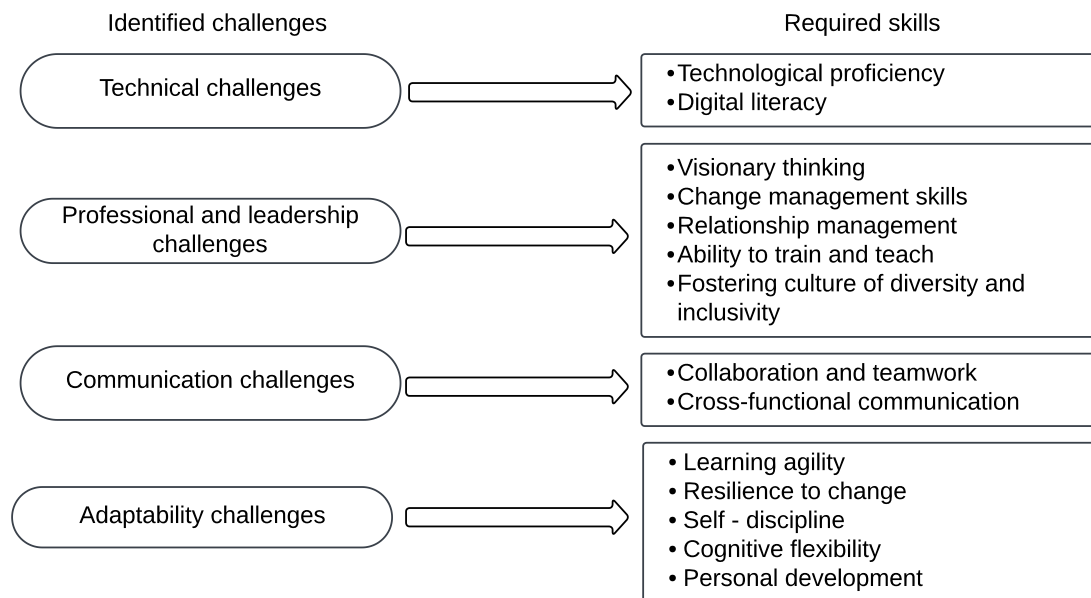 Identified challenges
Required skills
Technical challenges
•Technological proficiency
•Digital literacy
Professional and leadership
challenges
•Visionary thinking
•Change management skills
•Relationship management
•Ability to train and teach
•Fostering culture of diversity and
inclusivity
Communication challenges
•Collaboration and teamwork
•Cross-functional communication
Adaptability challenges
• Learning agility
• Resilience to change
• Self - discipline
• Cognitive flexibility
• Personal development